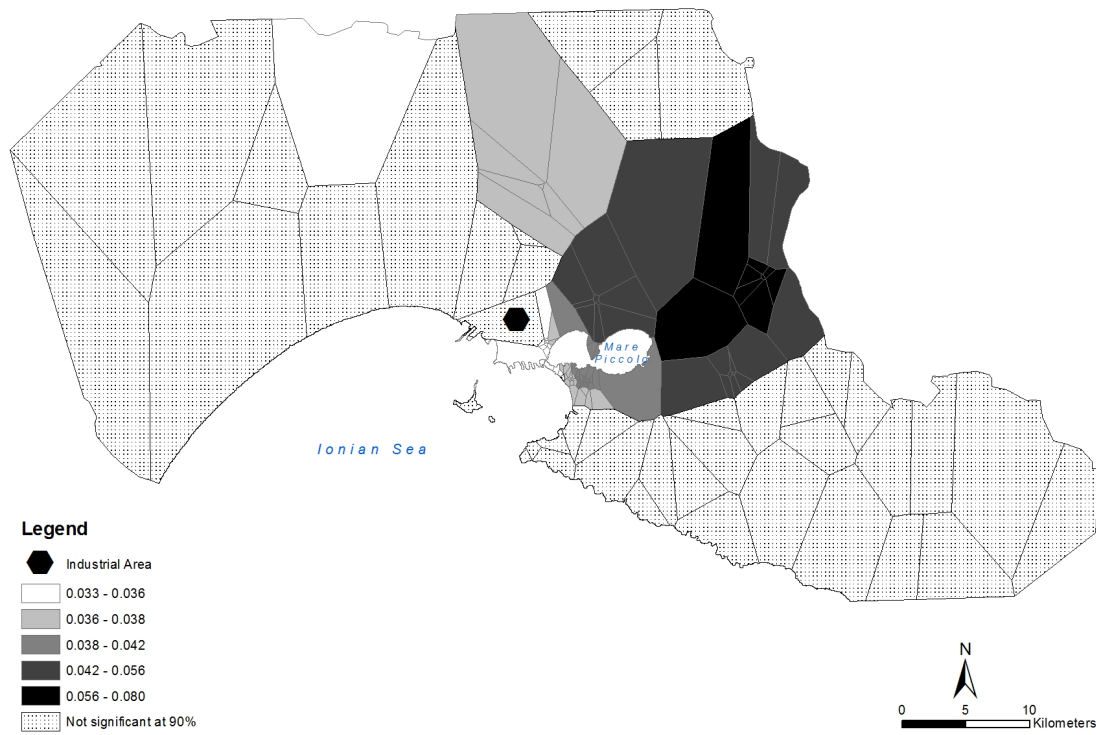 Mare
Piccolo
Ionian Sea
Legend
Industrial Area
0.033 - 0.036
0.036 - 0.038
0.038 - 0.042
0.042 - 0.056
0.056 - 0.080
Not significant at 90%
N
0 5 10
Kilometers